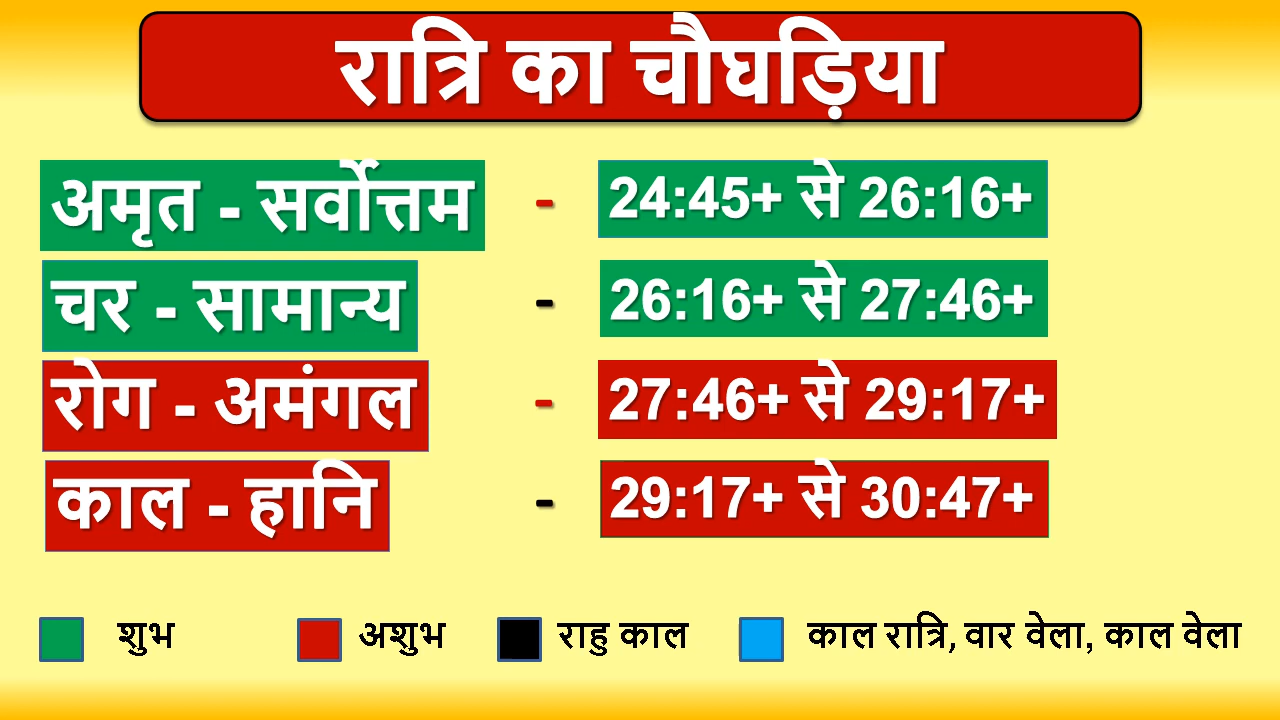 रात्रि का चौघड़िया
अमृत - सर्वोत्तम - 24:45+ से 26:16+
चर - सामान्य - 26:16+ से 27:46+
रोग - अमंगल - 27:46+ से 29:17+
काल - हानि - 29:17+ से 30:47+
शुभ अशुभ राहु काल काल रात्रि, वार वेला, काल वेला